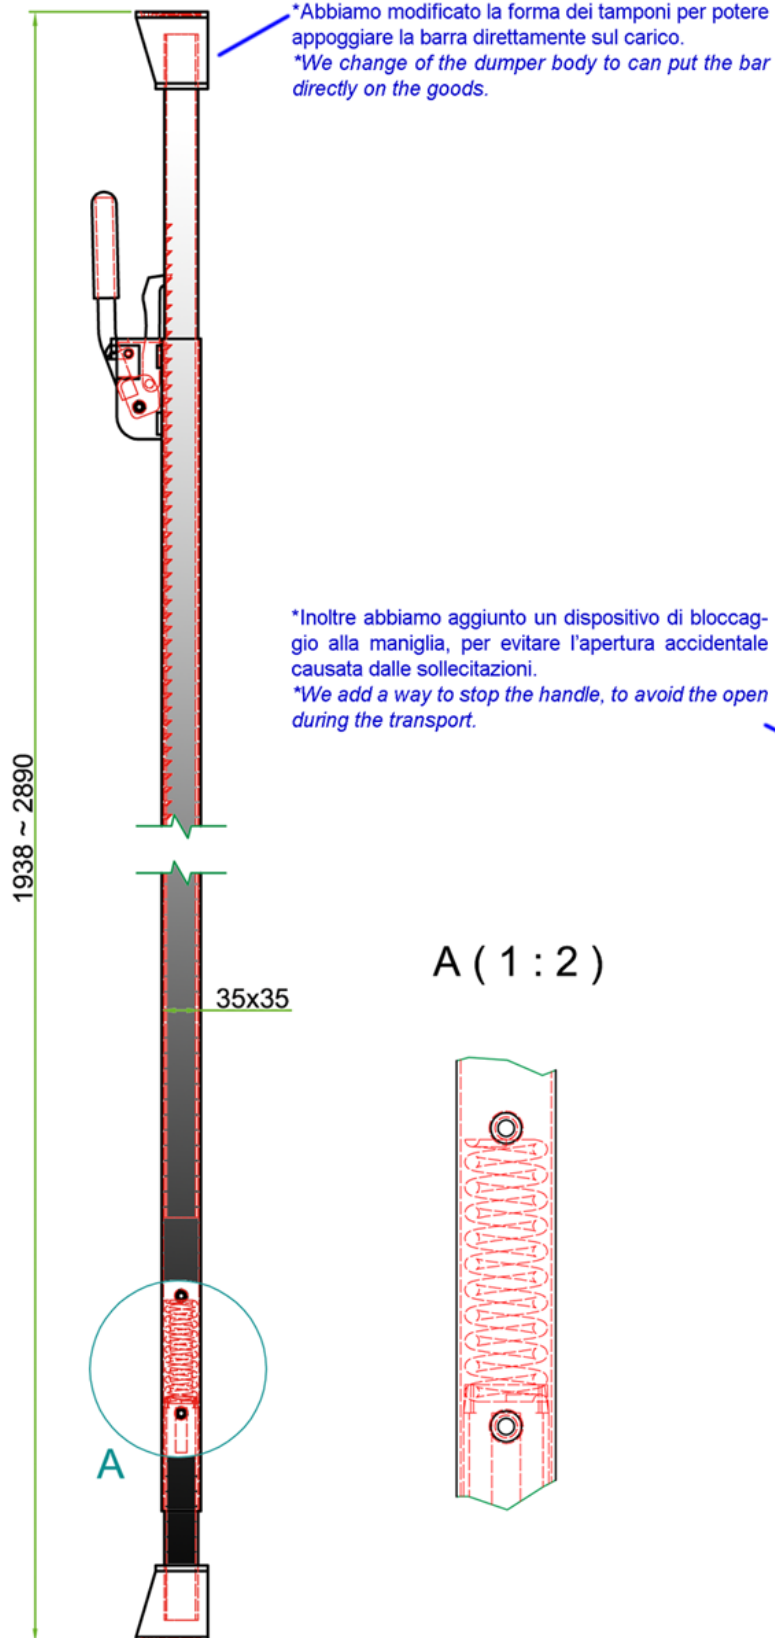 *Abbiamo modificato la forma dei tamponi per potere
appoggiare la barra direttamente sul carico.
*We change of the dumper body to can put the bar
directly on the goods.
*Inoltre abbiamo aggiunto un dispositivo di bloccag-
gio alla maniglia, per evitare l'apertura accidentale
causata dalle sollecitazioni.
*We add a way to stop the handle, to avoid the open
during the transport.
1938 ~ 2890
A ( 1 : 2 )
35x35
A